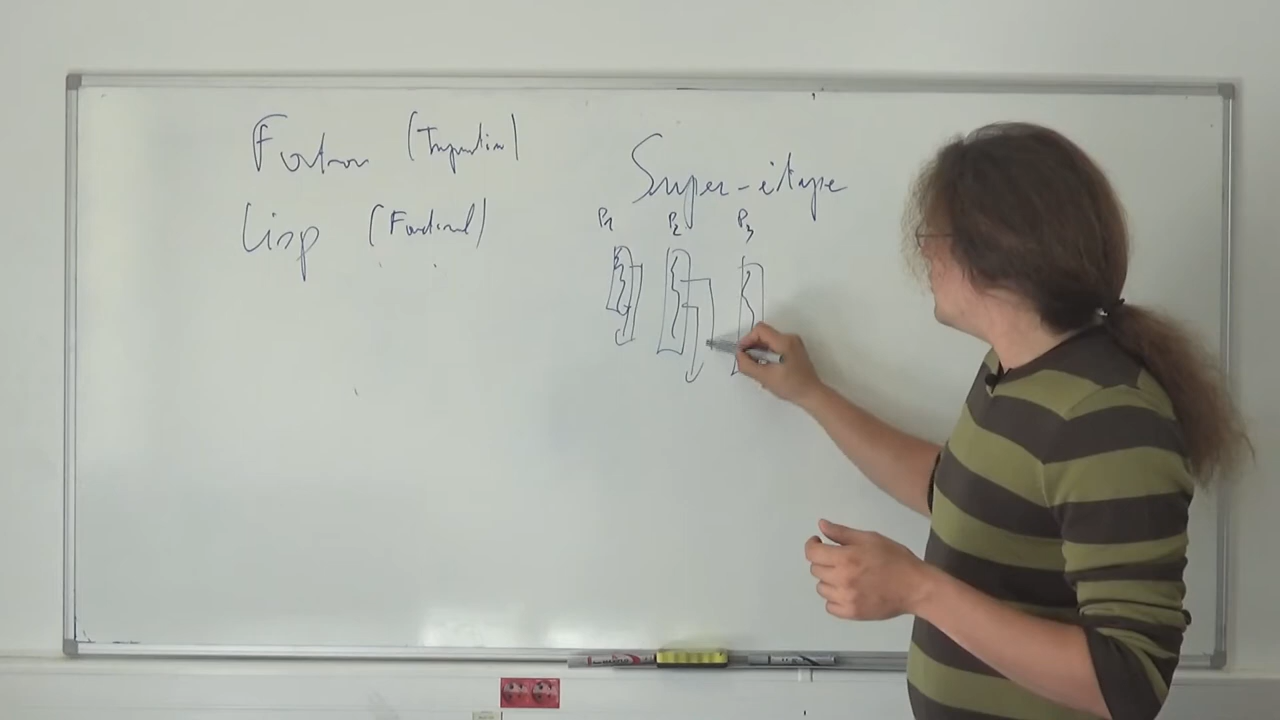 Fortran (Impératif)
Lisp (Fonctionnel)
Super-étape
P1 P2 P3